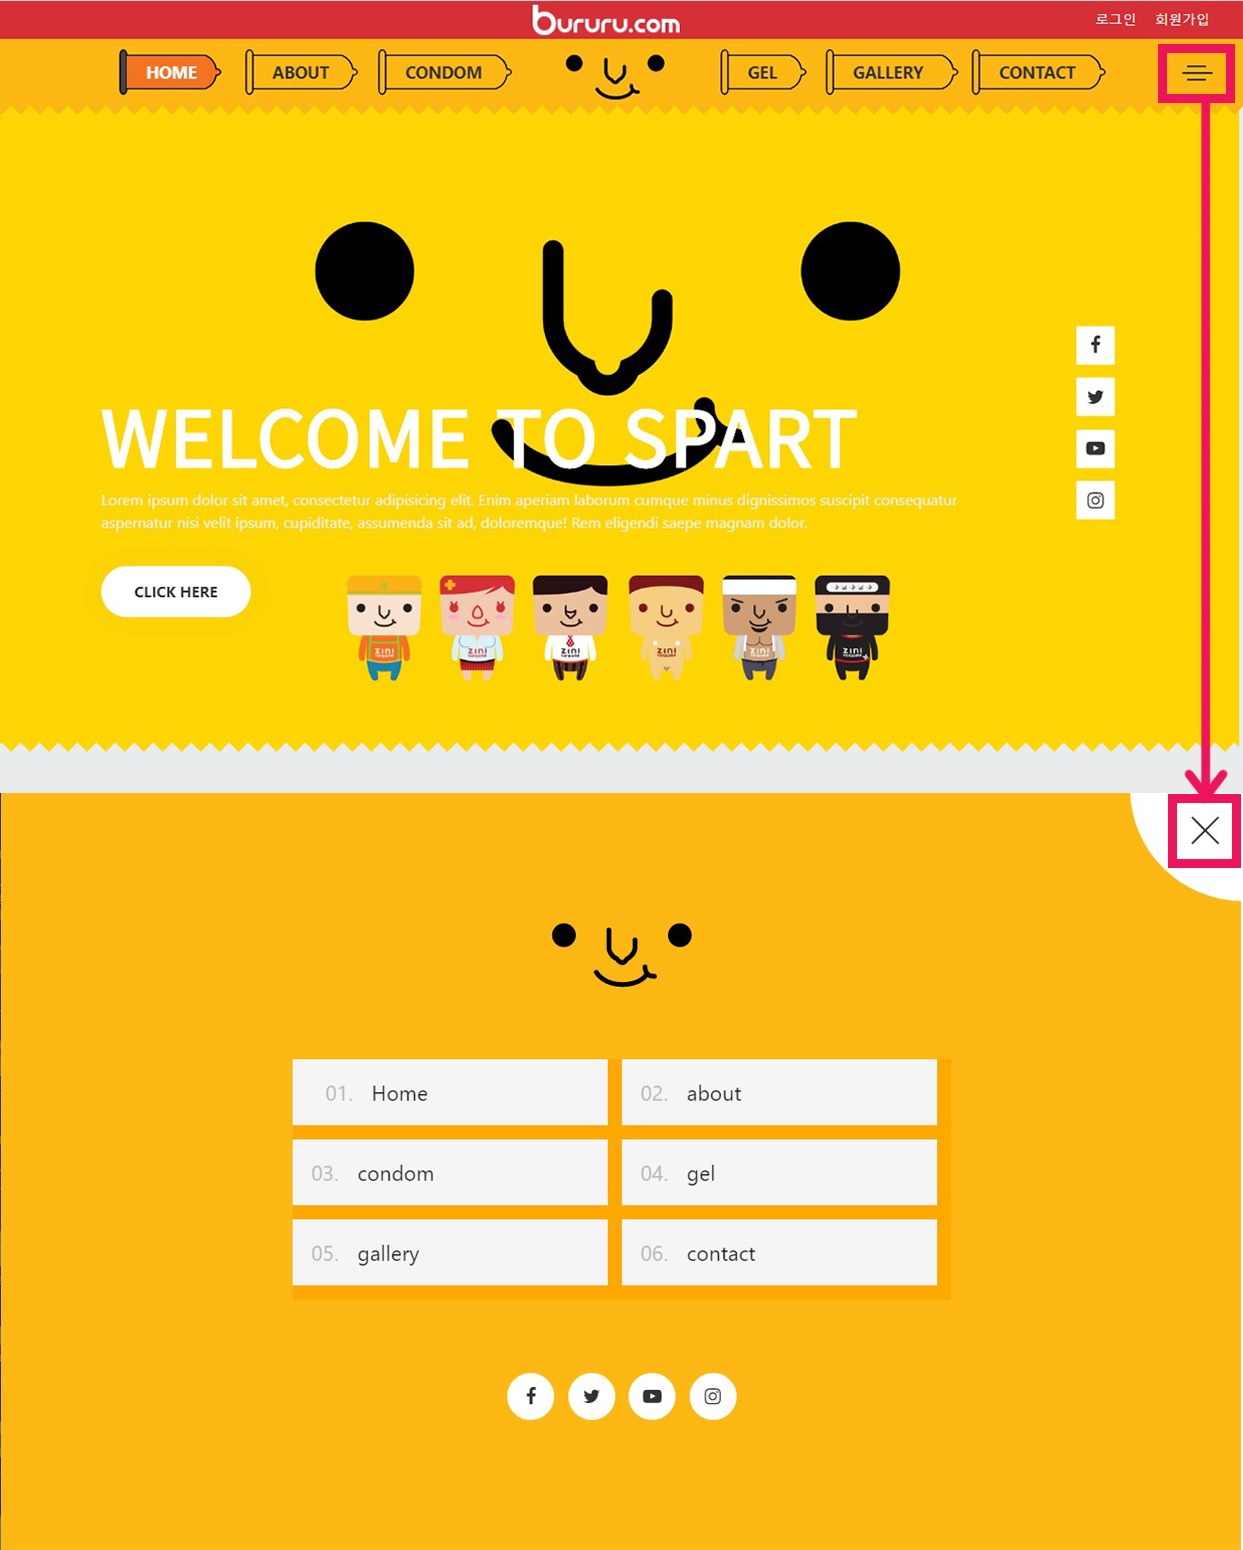 bururu.com
로그인 회원가입
HOME ABOUT CONDOM GEL GALLERY CONTACT
WELCOME TO SPART
Lorem ipsum dolor sit amet, consectetur adipisicing elit. Enim aperiam laborum cumque minus dignissimos suscipit consequatur
aspernatur nisi velit ipsum, cupiditate, assumenda sit ad, doloremque! Rem eligendi saepe magnam dolor.
CLICK HERE
ZINI ZINI ZINI ZINI ZINI ZINI
01. Home
02. about
03. condom
04. gel
05. gallery
06. contact